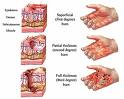 Epidermis
Dermis
Subcutaneous
Muscle
Superficial
(first degree)
burn
Partial thickness
(second degree)
burn
Full thickness
(third degree)
burn